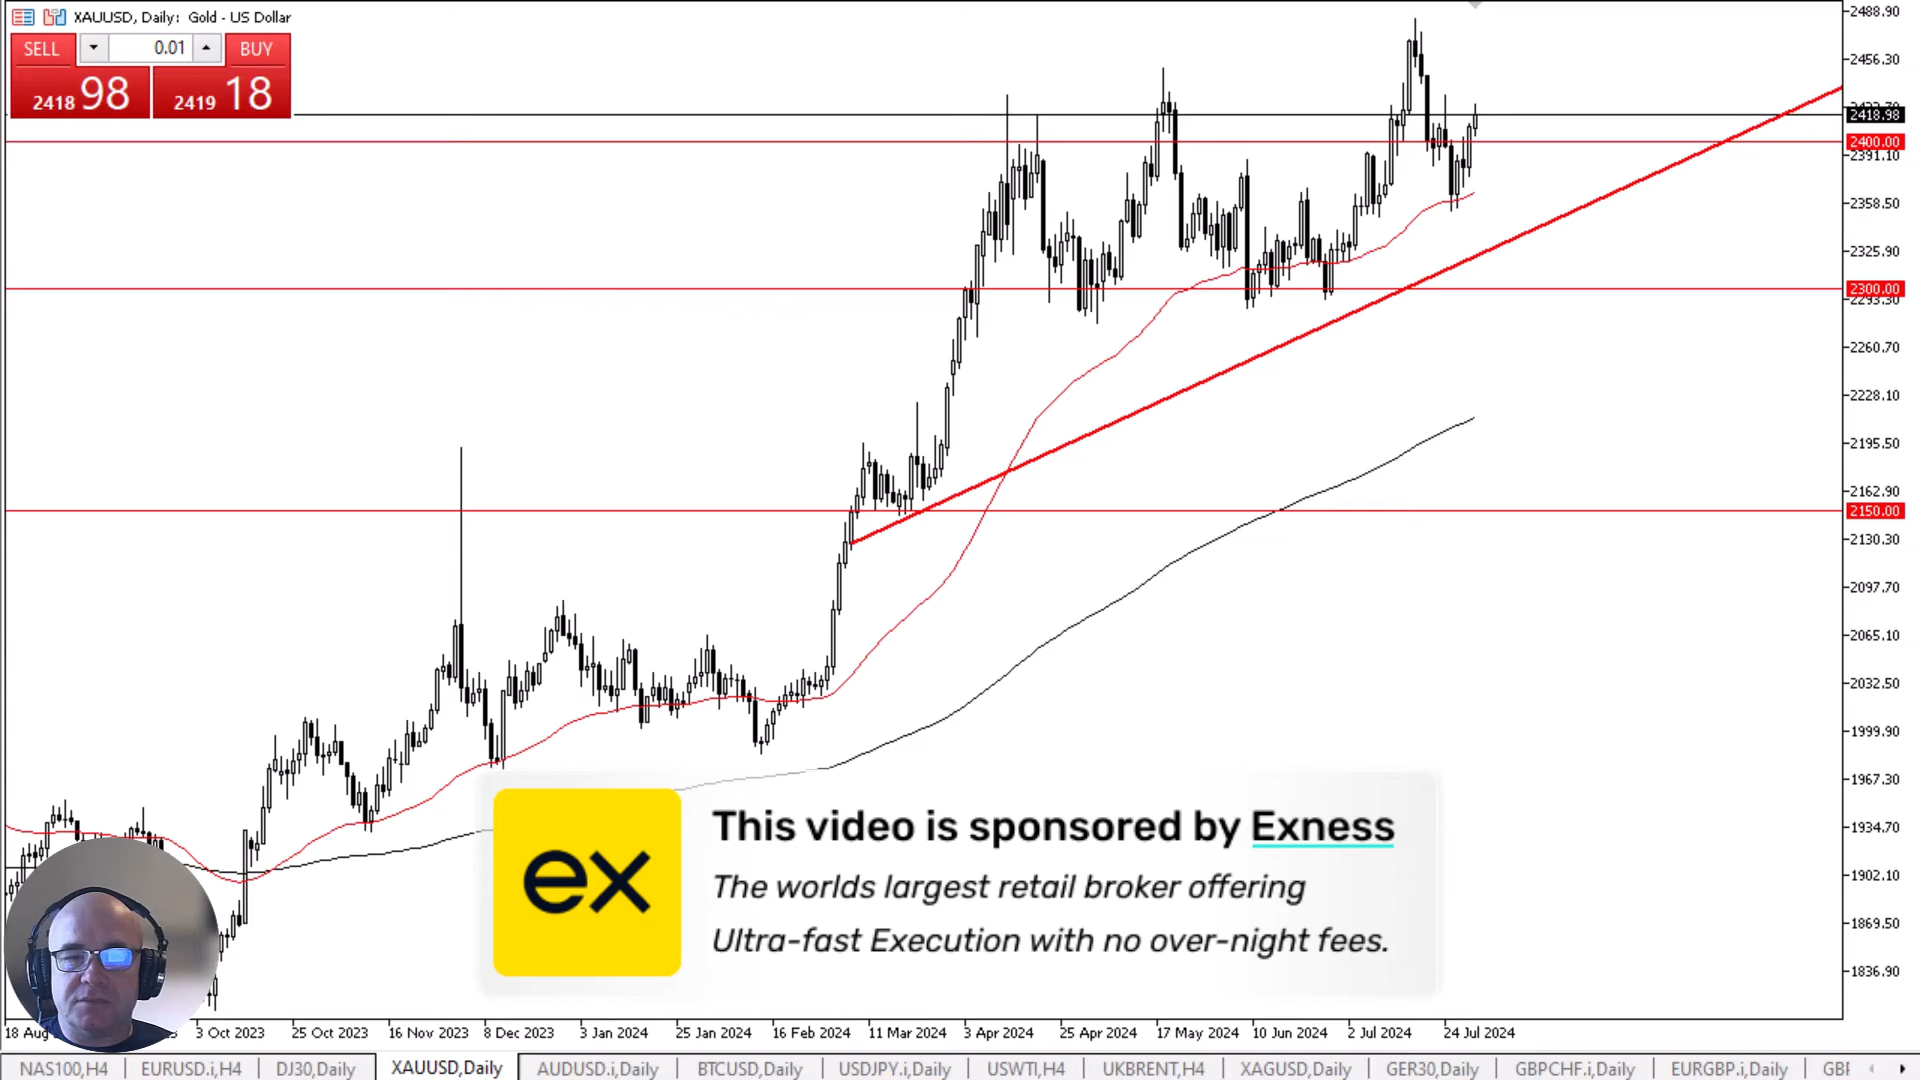 XAUUSD, Daily: Gold - US Dollar
SELL 0.01 BUY
2418 98 2419 18
2488.90
2456.30
2418.98
2400.00
2391.10
2358.50
2325.90
2300.00
2293.30
2260.70
2228.10
2195.50
2162.90
2150.00
2130.30
2097.70
2065.10
2032.50
1999.90
1967.30
1934.70
1902.10
1869.50
1836.90
ex
This video is sponsored by Exness
The worlds largest retail broker offering
Ultra-fast Execution with no over-night fees.
18 Aug 3 Oct 2023 25 Oct 2023 16 Nov 2023 8 Dec 2023 3 Jan 2024 25 Jan 2024 16 Feb 2024 11 Mar 2024 3 Apr 2024 25 Apr 2024 17 May 2024 10 Jun 2024 2 Jul 2024 24 Jul 2024
NAS100,H4 EURUSD.i,H4 DJ30,Daily XAUUSD,Daily AUDUSD.i,Daily BTCUSD,Daily USDJPY.i,Daily USWTI,H4 UKBRENT,H4 XAGUSD,Daily GER30,Daily GBPCHF.i,Daily EURGBP.i,Daily